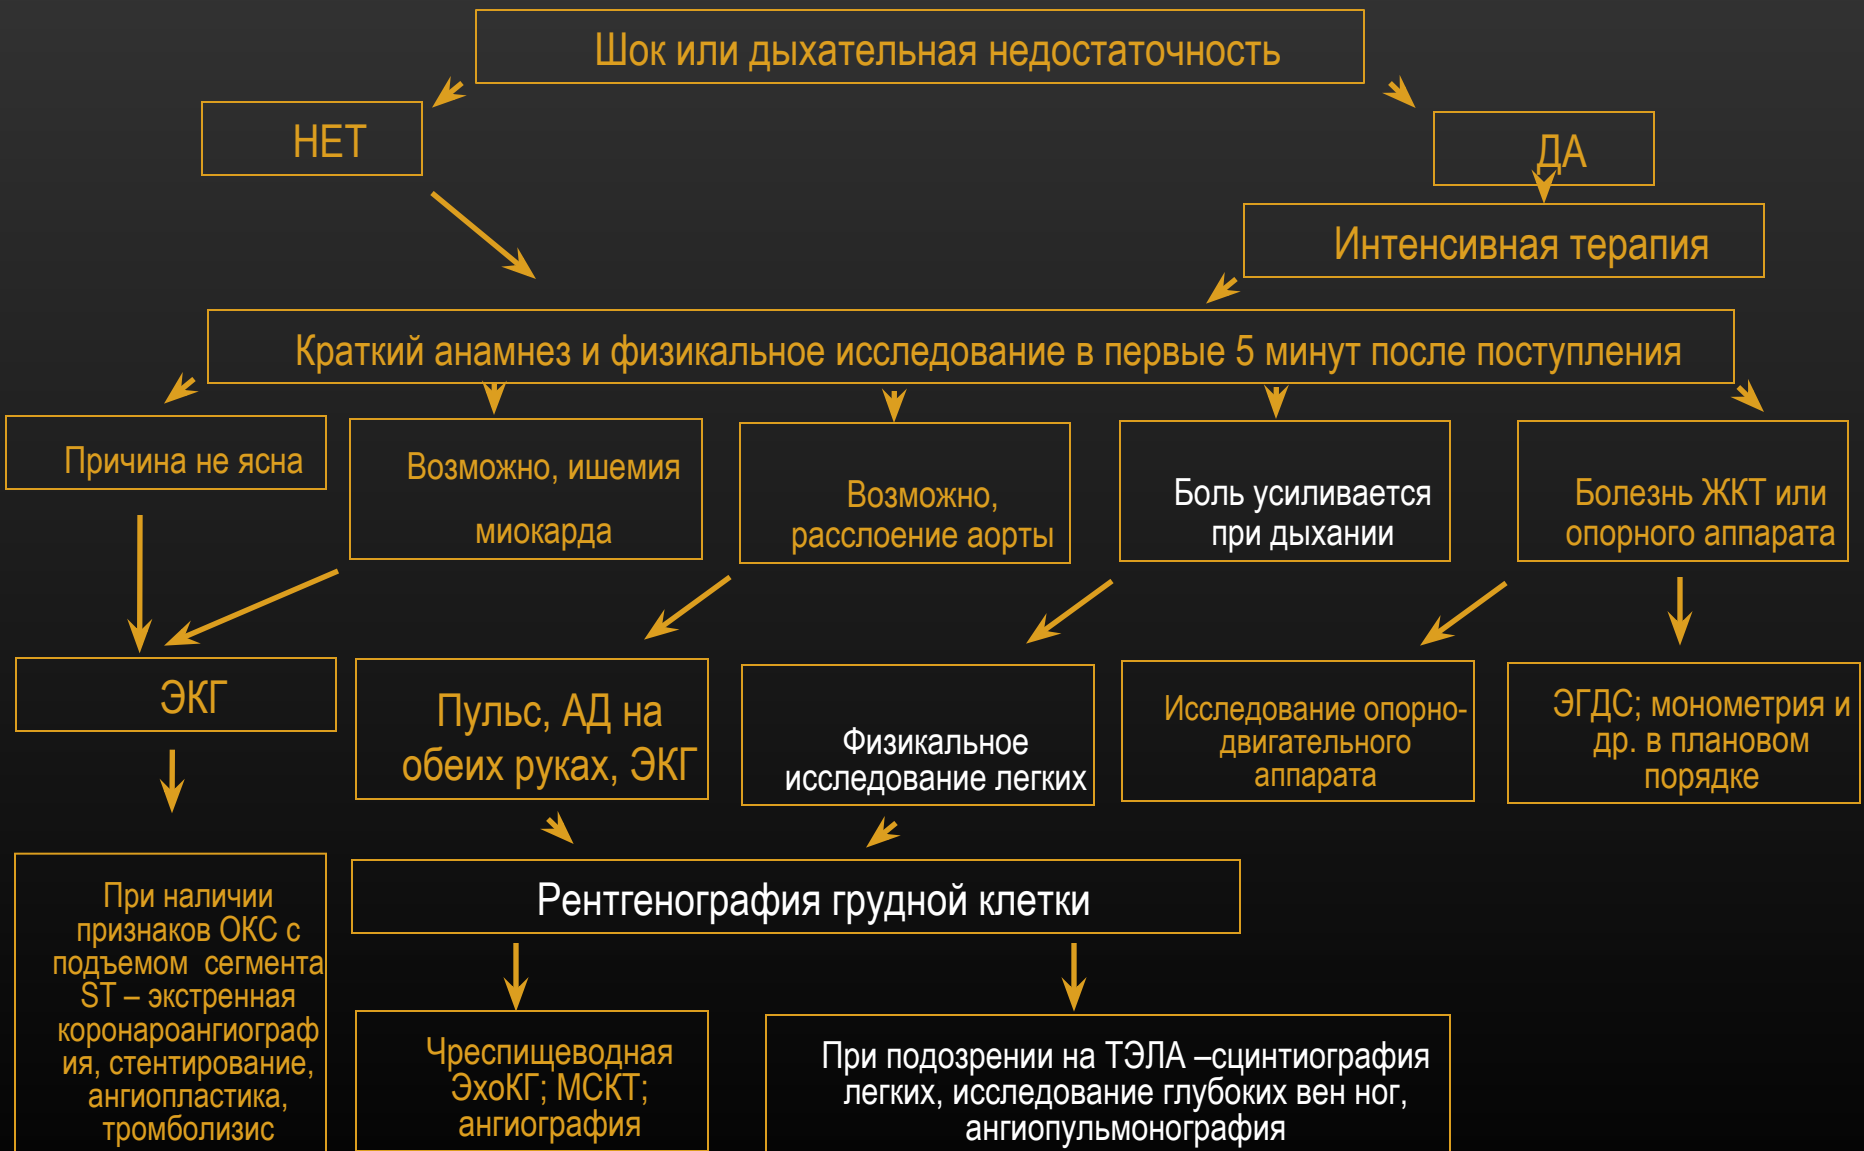 Шок или дыхательная недостаточность
НЕТ
ДА
Интенсивная терапия
Краткий анамнез и физикальное исследование в первые 5 минут после поступления
Причина не ясна
Возможно, ишемия
миокарда
Возможно,
расслоение аорты
Боль усиливается
при дыхании
Болезнь ЖКТ или
опорного аппарата
ЭКГ
Пульс, АД на
обеих руках, ЭКГ
Физикальное
исследование легких
Исследование опорно-
двигательного
аппарата
ЭГДС; монометрия и
др. в плановом
порядке
При наличии
признаков ОКС с
подъемом сегмента
ST – экстренная
коронароангиограф
ия, стентирование,
ангиопластика,
тромболизис
Рентгенография грудной клетки
Чреспищеводная
ЭхоКГ; МСКТ;
ангиография
При подозрении на ТЭЛА –сцинтиография
легких, исследование глубоких вен ног,
ангиопульмонография